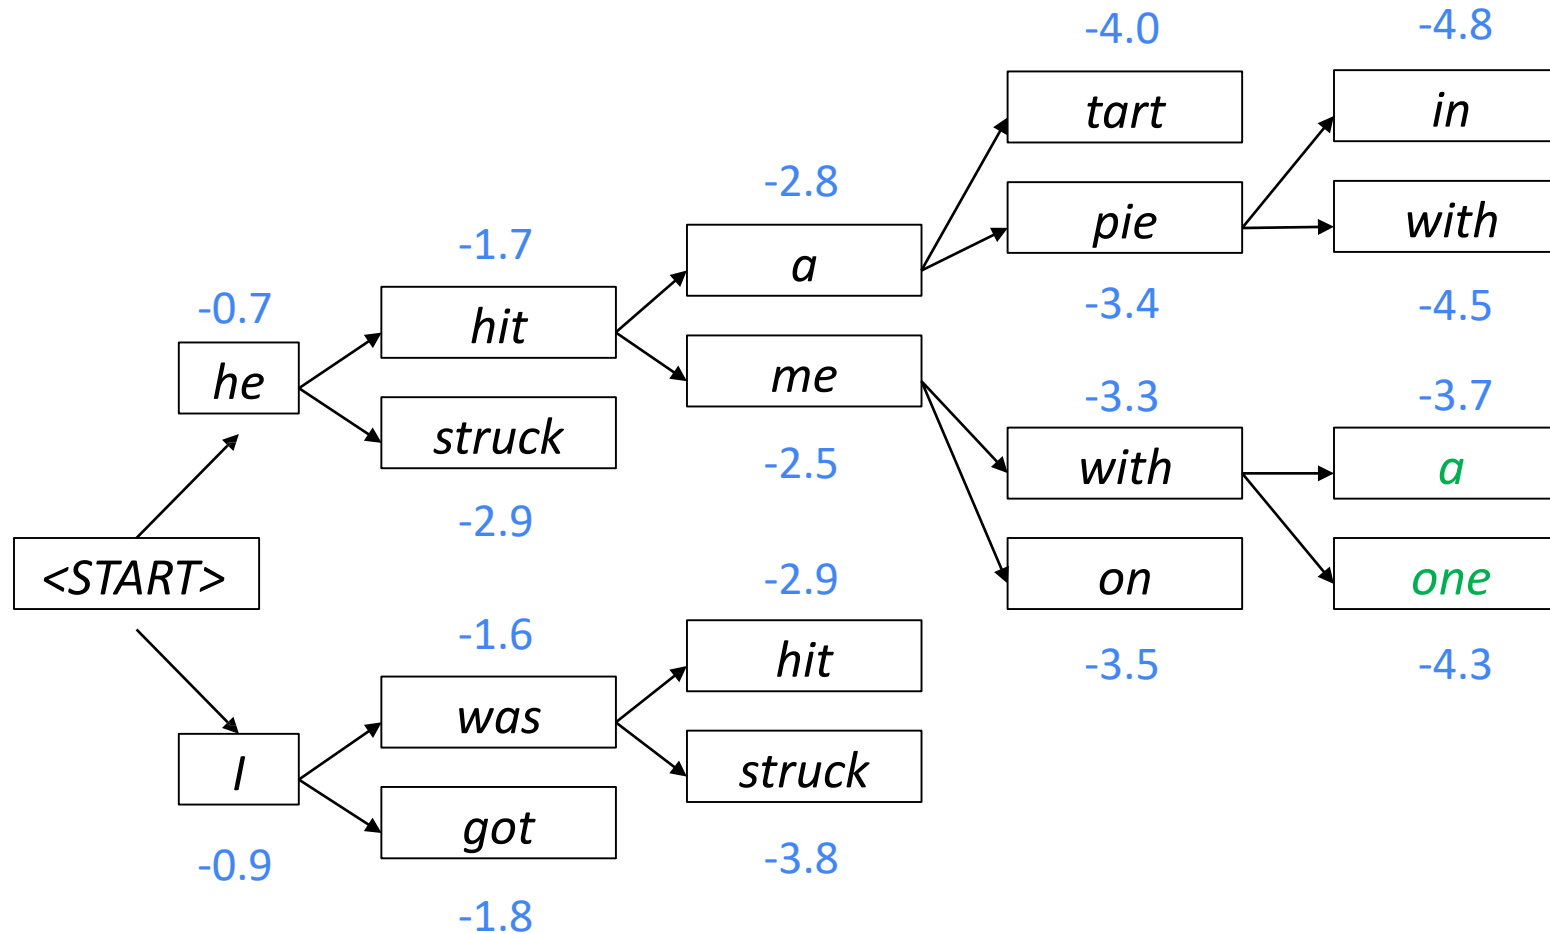 -4.0
-4.8
tart
in
-2.8
pie
with
-1.7
a
-0.7
hit
-3.4
-4.5
he
me
-3.3
-3.7
struck
-2.5
with
a
-2.9
<START>
-2.9
on
one
-1.6
hit
-3.5
-4.3
was
I
struck
got
-0.9
-3.8
-1.8